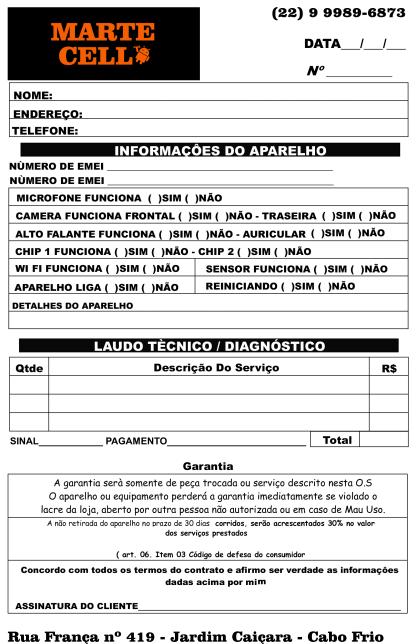 (22) 9 9989-6873
MARTE
CELL
DATA___/___/___
Nº __________
NOME:
ENDEREÇO:
TELEFONE:
INFORMAÇÔES DO APARELHO
NÙMERO DE EMEI ______________________________
NÙMERO DE EMEI ______________________________
MICROFONE FUNCIONA ( )SIM ( )NÃO
CAMERA FUNCIONA FRONTAL ( )SIM ( )NÃO - TRASEIRA ( )SIM ( )NÃO
ALTO FALANTE FUNCIONA ( )SIM ( )NÃO - AURICULAR ( )SIM ( )NÃO
CHIP 1 FUNCIONA ( )SIM ( )NÃO - CHIP 2 ( )SIM ( )NÃO
WI FI FUNCIONA ( )SIM ( )NÃO SENSOR FUNCIONA ( )SIM ( )NÃO
APARELHO LIGA ( )SIM ( )NÃO REINICIANDO ( )SIM ( )NÃO
DETALHES DO APARELHO
LAUDO TÈCNICO / DIAGNÓSTICO
Qtde Descrição Do Serviço R$
SINAL____________ PAGAMENTO__________________________ Total
Garantia
A garantia serà somente de peça trocada ou serviço descrito nesta O.S
O aparelho ou equipamento perderá a garantia imediatamente se violado o
lacre da loja, aberto por outra pessoa não autorizada ou em caso de Mau Uso.
A não retirada do aparelho no prazo de 30 dias corridos, serão acrescentados 30% no valor
dos serviços prestados
( art. 06. Item 03 Código de defesa do consumidor
Concordo com todos os termos do contrato e afirmo ser verdade as informações
dadas acima por mim
ASSINATURA DO CLIENTE______________________________
Rua França nº 419 - Jardim Caiçara - Cabo Frio